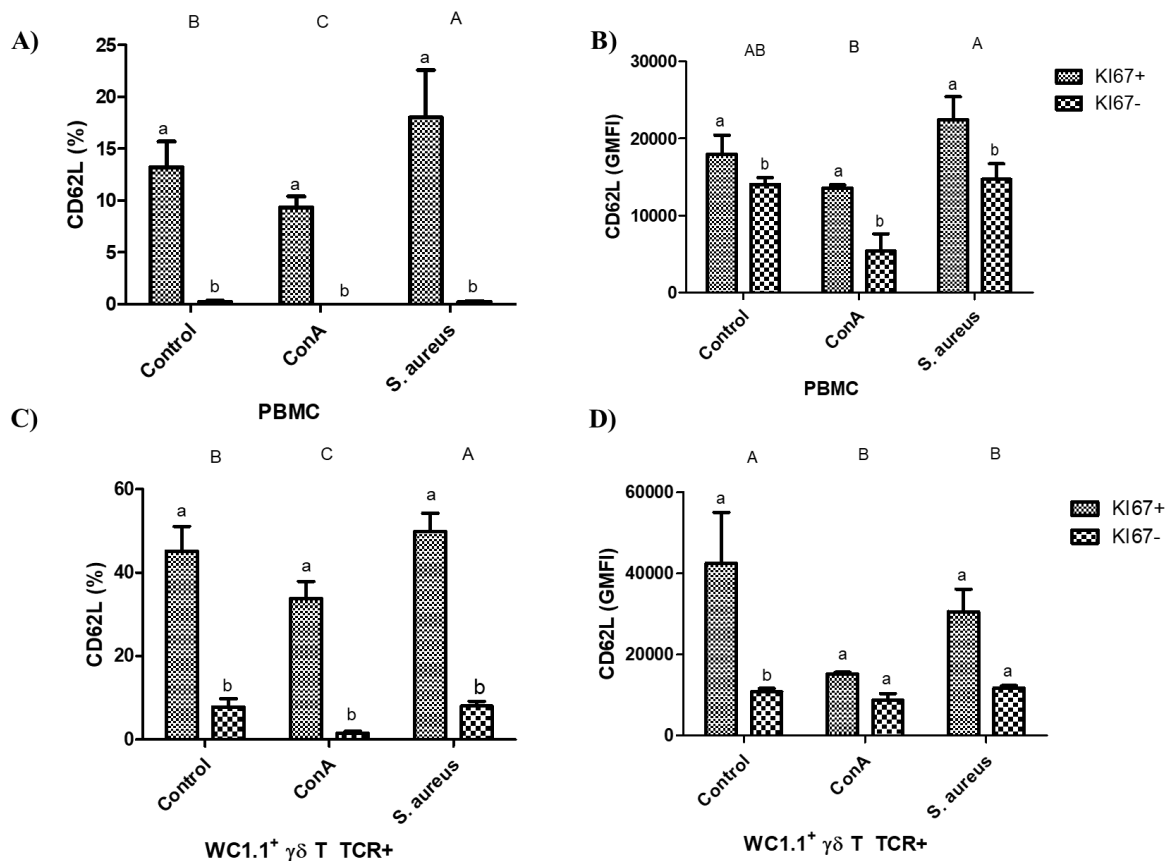 A)
B C A
CD62L (%)
25
20
15
10
5
0
a b a b a b
Control ConA S. aureus
PBMC
B)
AB B A
CD62L (GMFI)
30000
20000
10000
0
a b a b a b
Control ConA S. aureus
PBMC
KI67+
KI67-
C)
B C A
CD62L (%)
60
40
20
0
a b a b a b
Control ConA S. aureus
WC1.1⁺ γδ T TCR+
D)
A B B
CD62L (GMFI)
60000
40000
20000
0
a b a a a a
Control ConA S. aureus
WC1.1⁺ γδ T TCR+
KI67+
KI67-